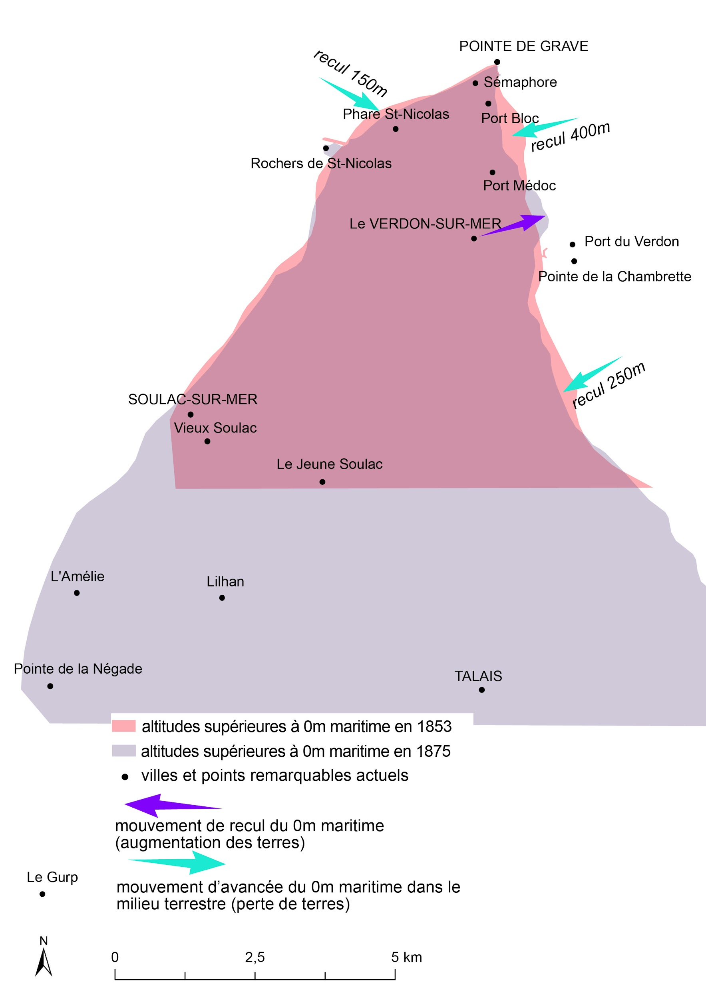 POINTE DE GRAVE
recul 150m
Sémaphore
Phare St-Nicolas
Port Bloc
recul 400m
Rochers de St-Nicolas
Port Médoc
Le VERDON-SUR-MER
Port du Verdon
Pointe de la Chambrette
recul 250m
SOULAC-SUR-MER
Vieux Soulac
Le Jeune Soulac
L'Amélie
Lilhan
Pointe de la Négade
TALAIS
altitudes supérieures à 0m maritime en 1853
altitudes supérieures à 0m maritime en 1875
villes et points remarquables actuels
mouvement de recul du 0m maritime
(augmentation des terres)
Le Gurp
mouvement d’avancée du 0m maritime dans le
milieu terrestre (perte de terres)
N
0 2,5 5 km